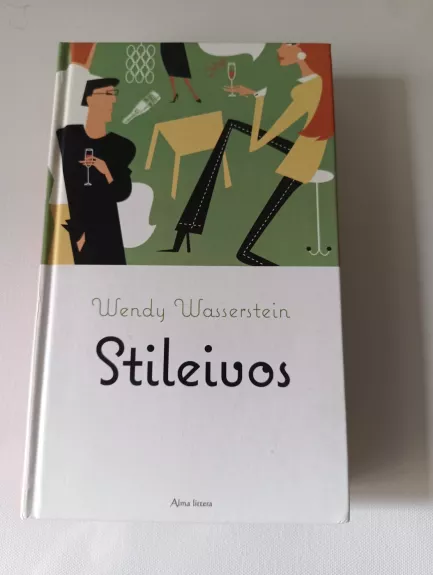 Wendy Wasserstein
Stileivos
Alma littera